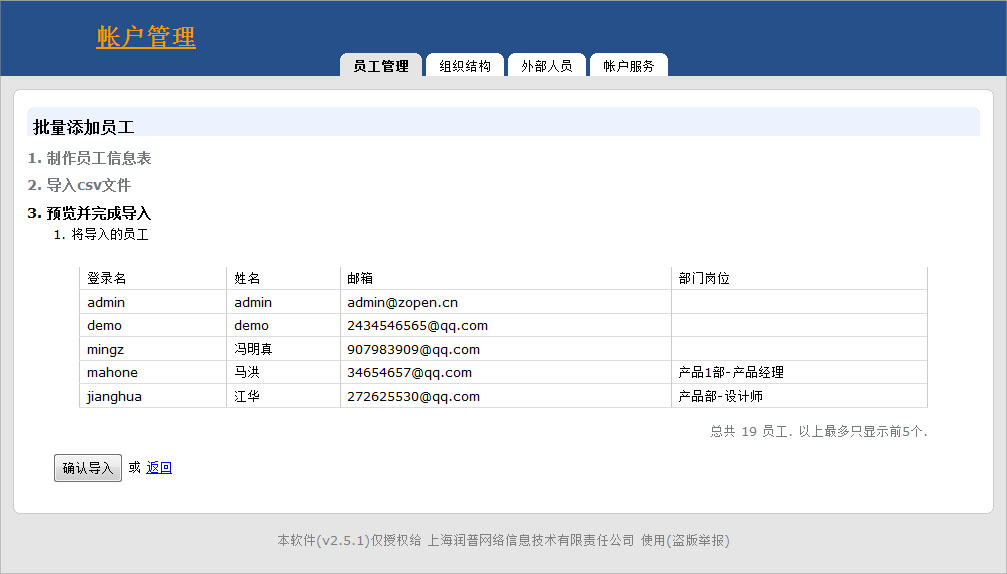 帐户管理
员工管理 组织结构 外部人员 帐户服务
批量添加员工
1. 制作员工信息表
2. 导入csv文件
3. 预览并完成导入
1. 将导入的员工
登录名 姓名 邮箱 部门岗位
admin admin admin@zopen.cn
demo demo 2434546565@qq.com
mingz 冯明真 907983909@qq.com
mahone 马洪 34654657@qq.com 产品1部-产品经理
jianghua 江华 272625530@qq.com 产品部-设计师
总共 19 员工. 以上最多只显示前5个.
确认导入 或 返回
本软件(v2.5.1)仅授权给 上海润普网络信息技术有限责任公司 使用(盗版举报)